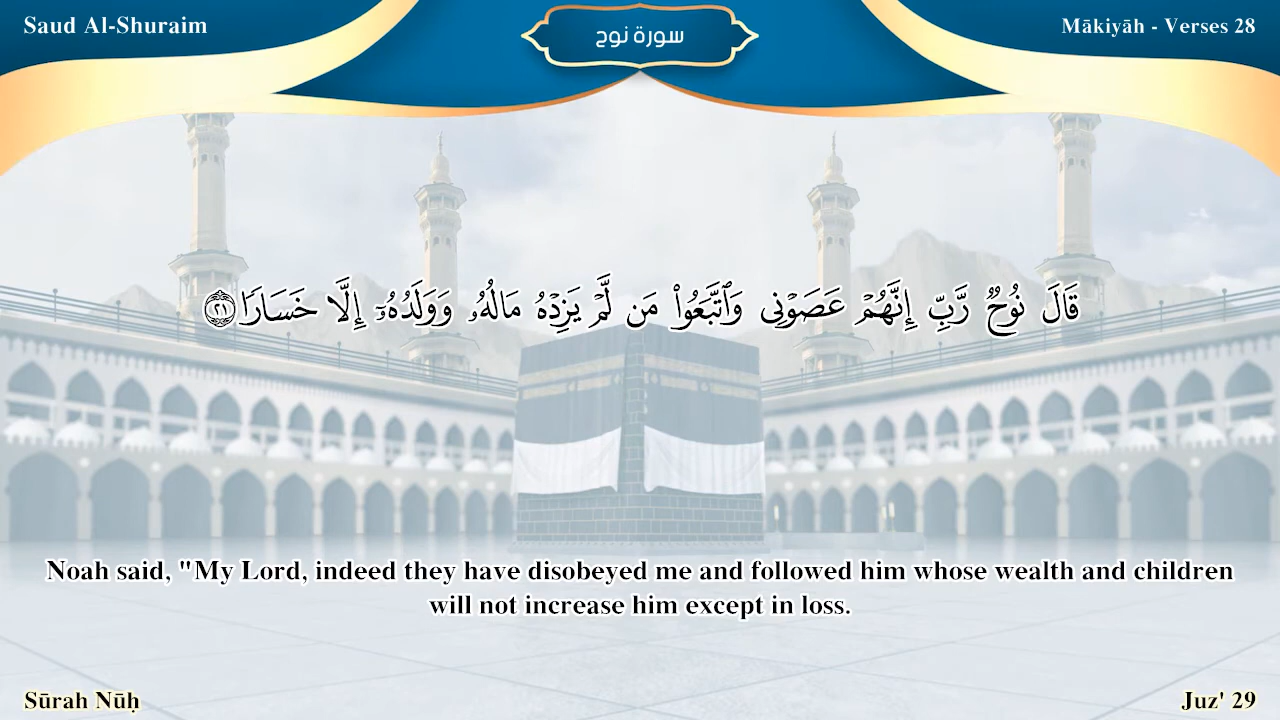 Saud Al-Shuraim
سورة نوح
Mākiyāh - Verses 28
قَالَ نُوحٌ رَّبِّ إِنَّهُمْ عَصَوْنِى وَٱتَّبَعُوا۟ مَن لَّمْ يَزِدْهُ مَالُهُۥ وَوَلَدُهُۥٓ إِلَّا خَسَارًا ٢١
Noah said, "My Lord, indeed they have disobeyed me and followed him whose wealth and children
will not increase him except in loss.
Sūrah Nūḥ
Juz' 29